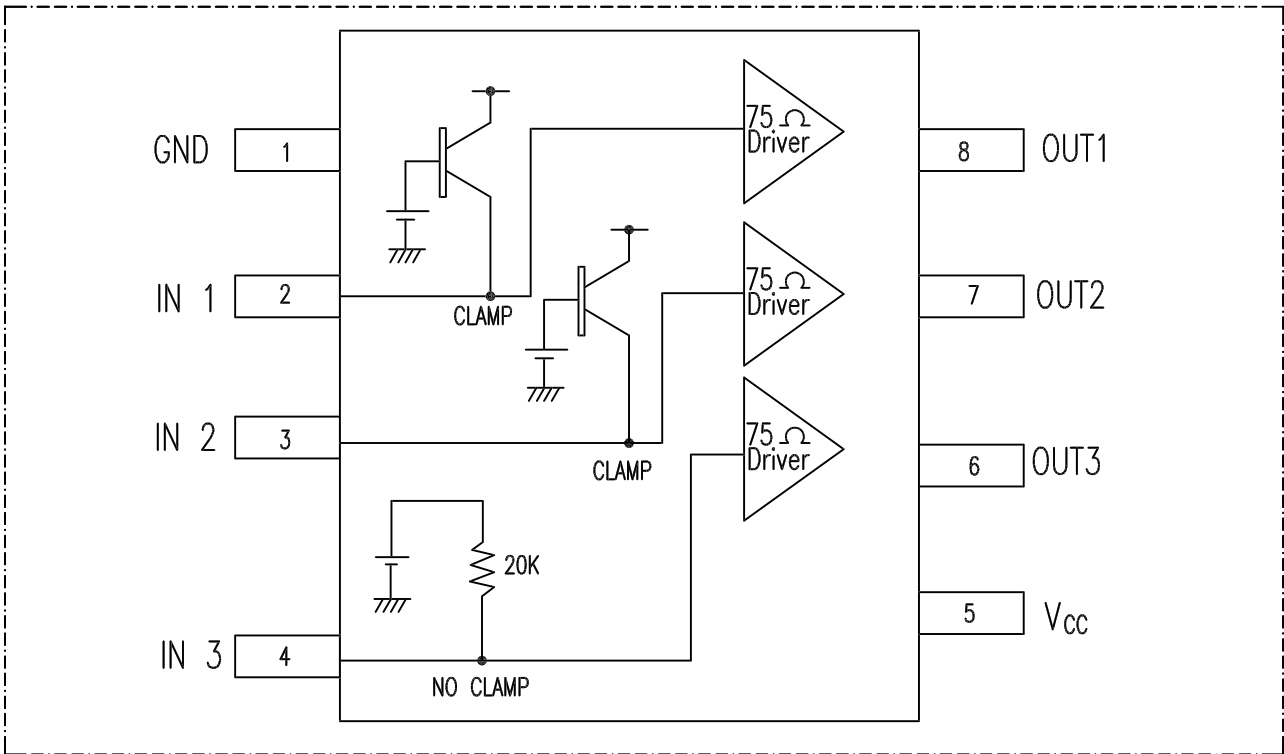 GND
1
75 Ω
Driver
8
OUT1
IN 1
2
CLAMP
75 Ω
Driver
7
OUT2
IN 2
3
CLAMP
75 Ω
Driver
6
OUT3
20K
5
VCC
IN 3
4
NO CLAMP